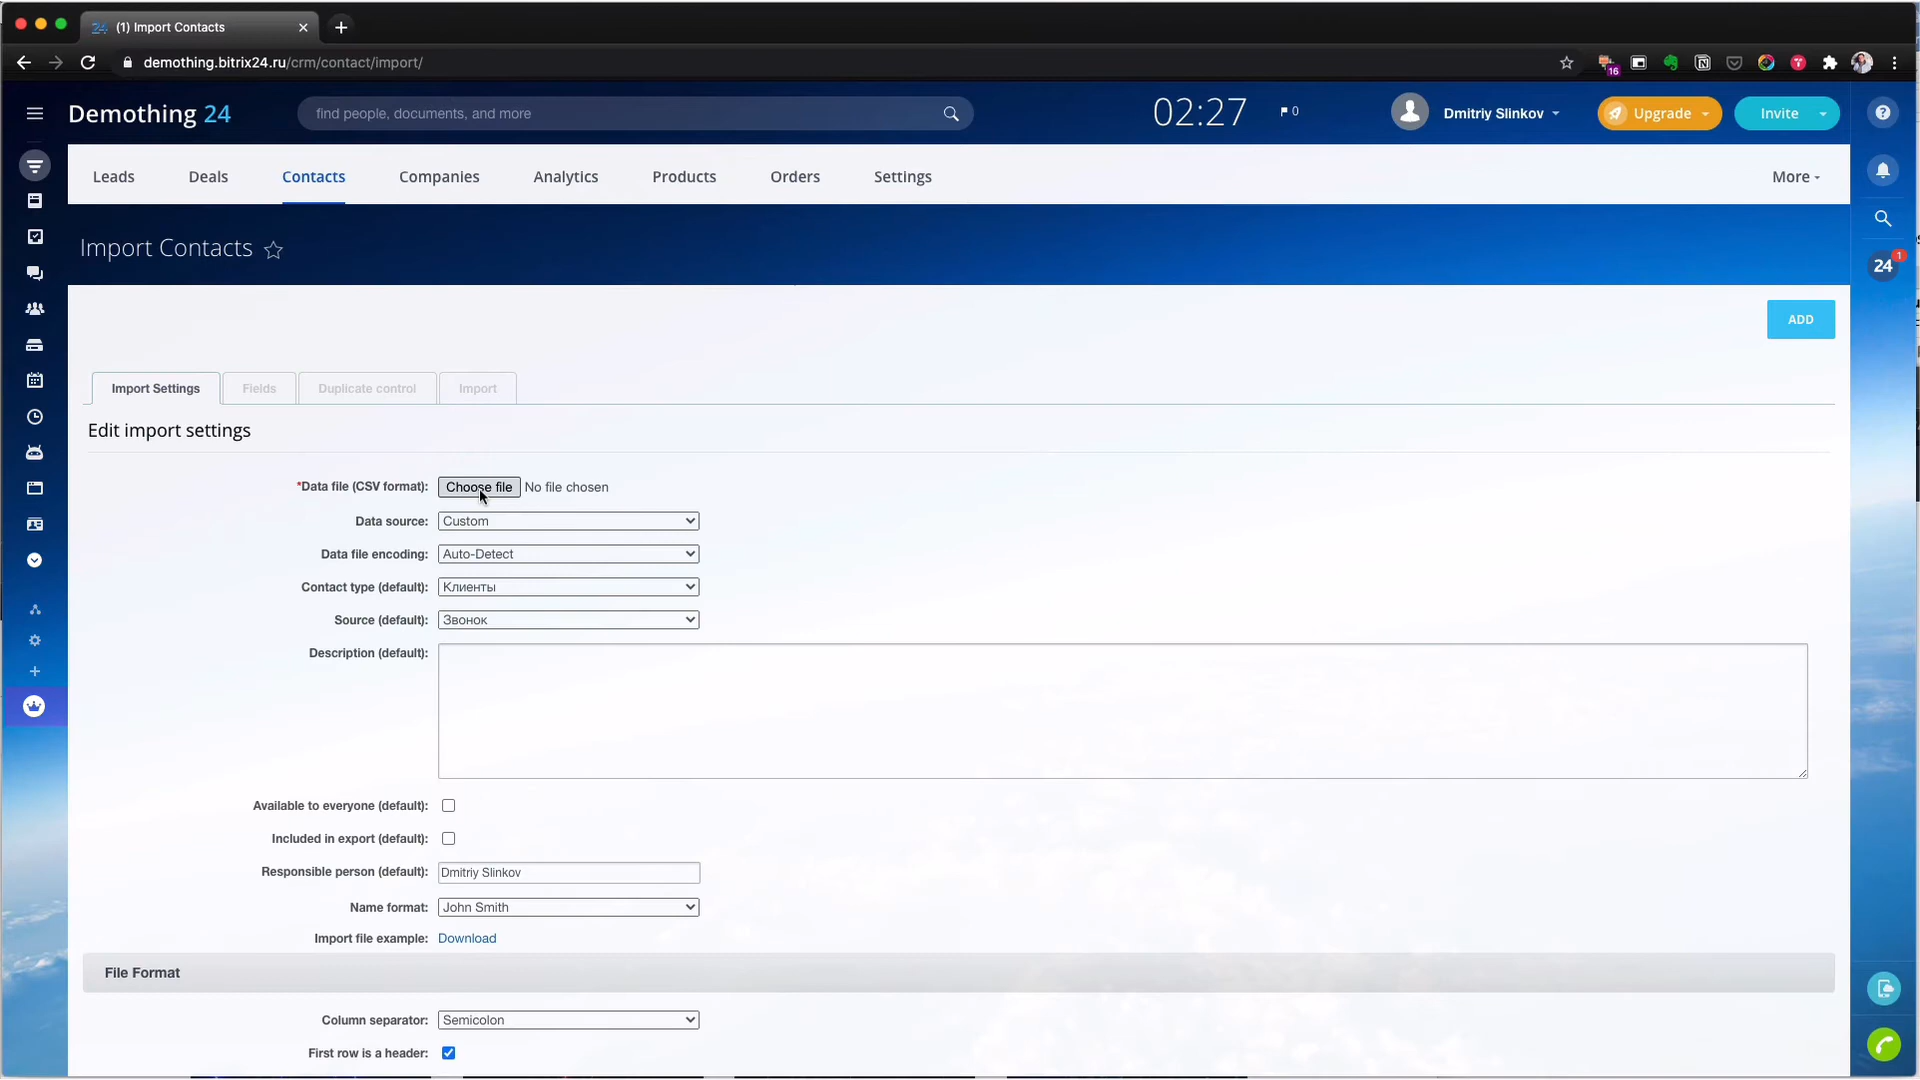 (1) Import Contacts
demothing.bitrix24.ru/crm/contact/import/
16
Demothing 24
find people, documents, and more
02:27
0
Dmitriy Slinkov
Upgrade
Invite
Leads
Deals
Contacts
Companies
Analytics
Products
Orders
Settings
More
Import Contacts
24
1
ADD
Import Settings
Fields
Duplicate control
Import
Edit import settings
*Data file (CSV format): Choose file No file chosen
Data source: Custom
Data file encoding: Auto-Detect
Contact type (default): Клиенты
Source (default): Звонок
Description (default):
Available to everyone (default):
Included in export (default):
Responsible person (default): Dmitriy Slinkov
Name format: John Smith
Import file example: Download
File Format
Column separator: Semicolon
First row is a header: